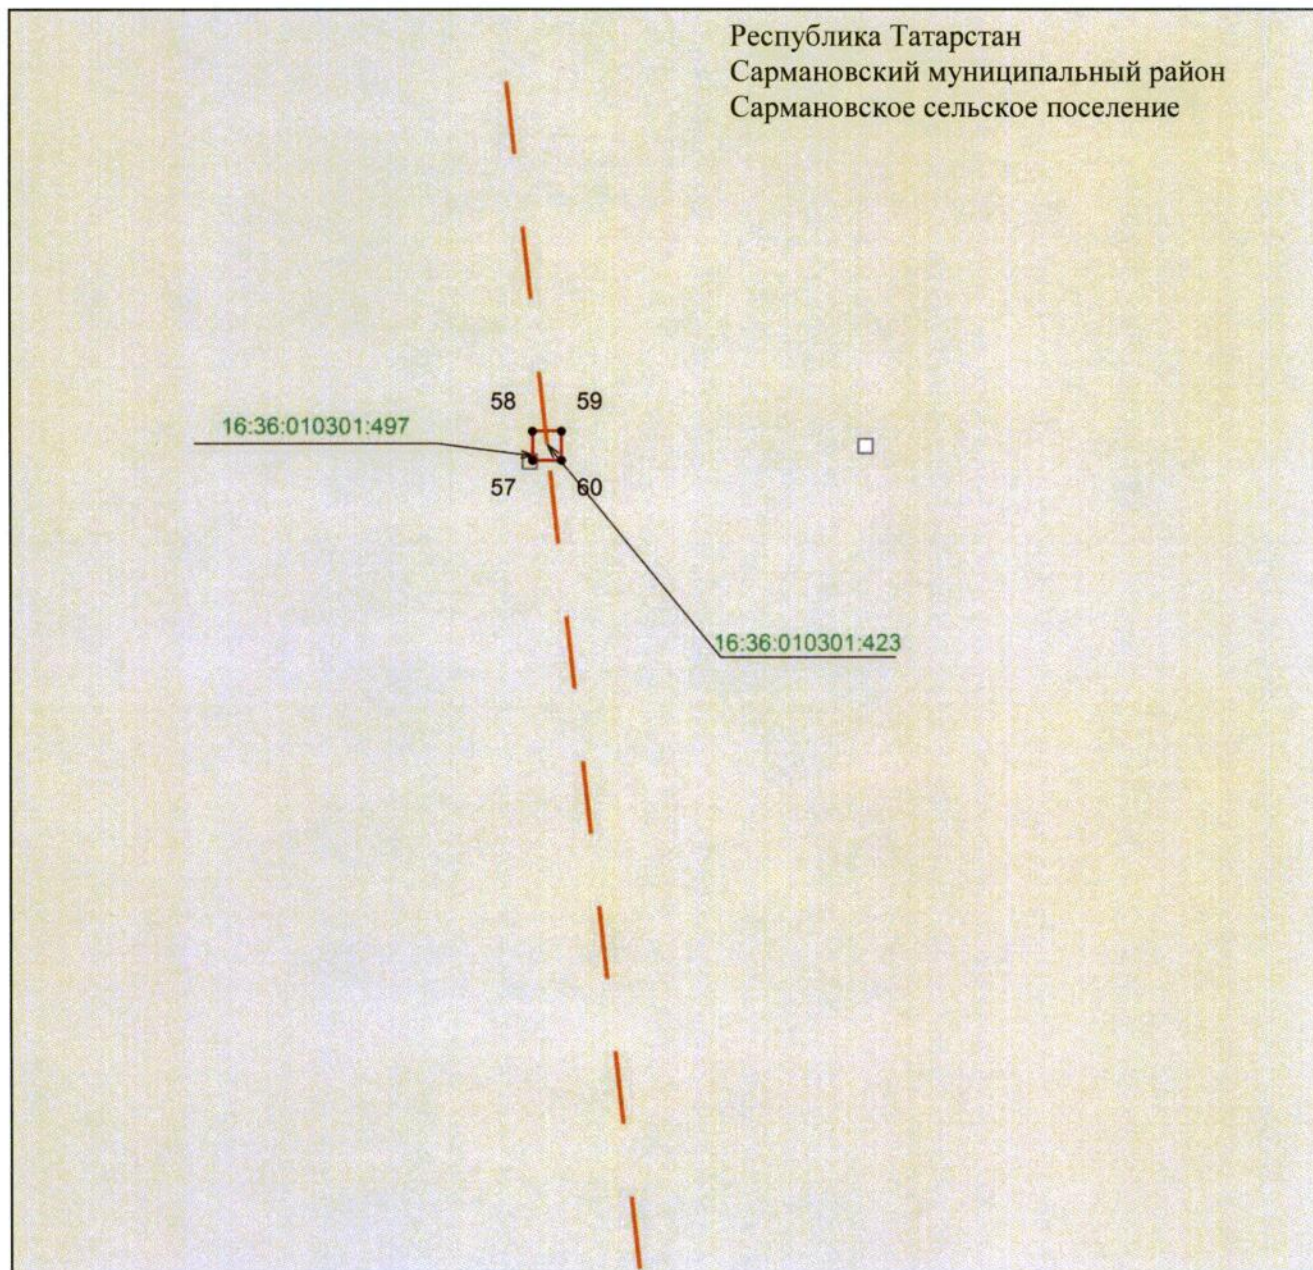 Республика Татарстан
Сармановский муниципальный район
Сармановское сельское поселение
58 59
16:36:010301:497
57 60
16:36:010301:423